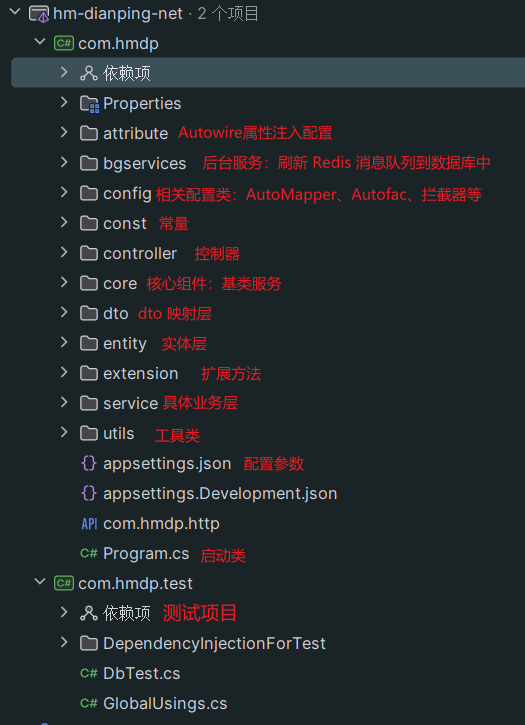 hm-dianping-net · 2 个项目
com.hmdp
依赖项
Properties
attribute Autowire属性注入配置
bgservices 后台服务：刷新 Redis 消息队列到数据库中
config 相关配置类：AutoMapper、Autofac、拦截器等
const 常量
controller 控制器
core 核心组件：基类服务
dto dto 映射层
entity 实体层
extension 扩展方法
service 具体业务层
utils 工具类
{} appsettings.json 配置参数
{} appsettings.Development.json
API com.hmdp.http
C# Program.cs 启动类
C# com.hmdp.test
依赖项 测试项目
DependencyInjectionForTest
C# DbTest.cs
C# GlobalUsings.cs